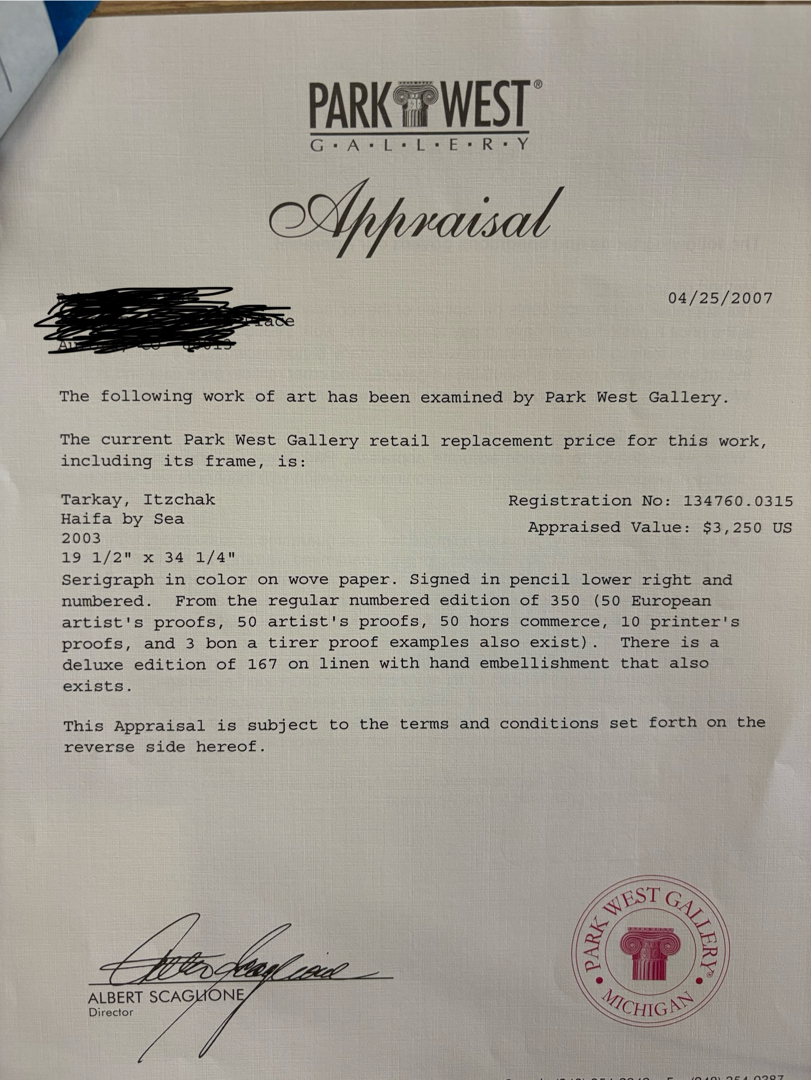 PARK WEST®
G·A·L·L·E·R·Y
Appraisal
04/25/2007
The following work of art has been examined by Park West Gallery.
The current Park West Gallery retail replacement price for this work,
including its frame, is:
Tarkay, Itzchak
Registration No: 134760.0315
Haifa by Sea
Appraised Value: $3,250 US
2003
19 1/2" x 34 1/4"
Serigraph in color on wove paper. Signed in pencil lower right and
numbered. From the regular numbered edition of 350 (50 European
artist's proofs, 50 artist's proofs, 50 hors commerce, 10 printer's
proofs, and 3 bon a tirer proof examples also exist). There is a
deluxe edition of 167 on linen with hand embellishment that also
exists.
This Appraisal is subject to the terms and conditions set forth on the
reverse side hereof.
ALBERT SCAGLIONE
Director
PARK WEST GALLERY®
• MICHIGAN •